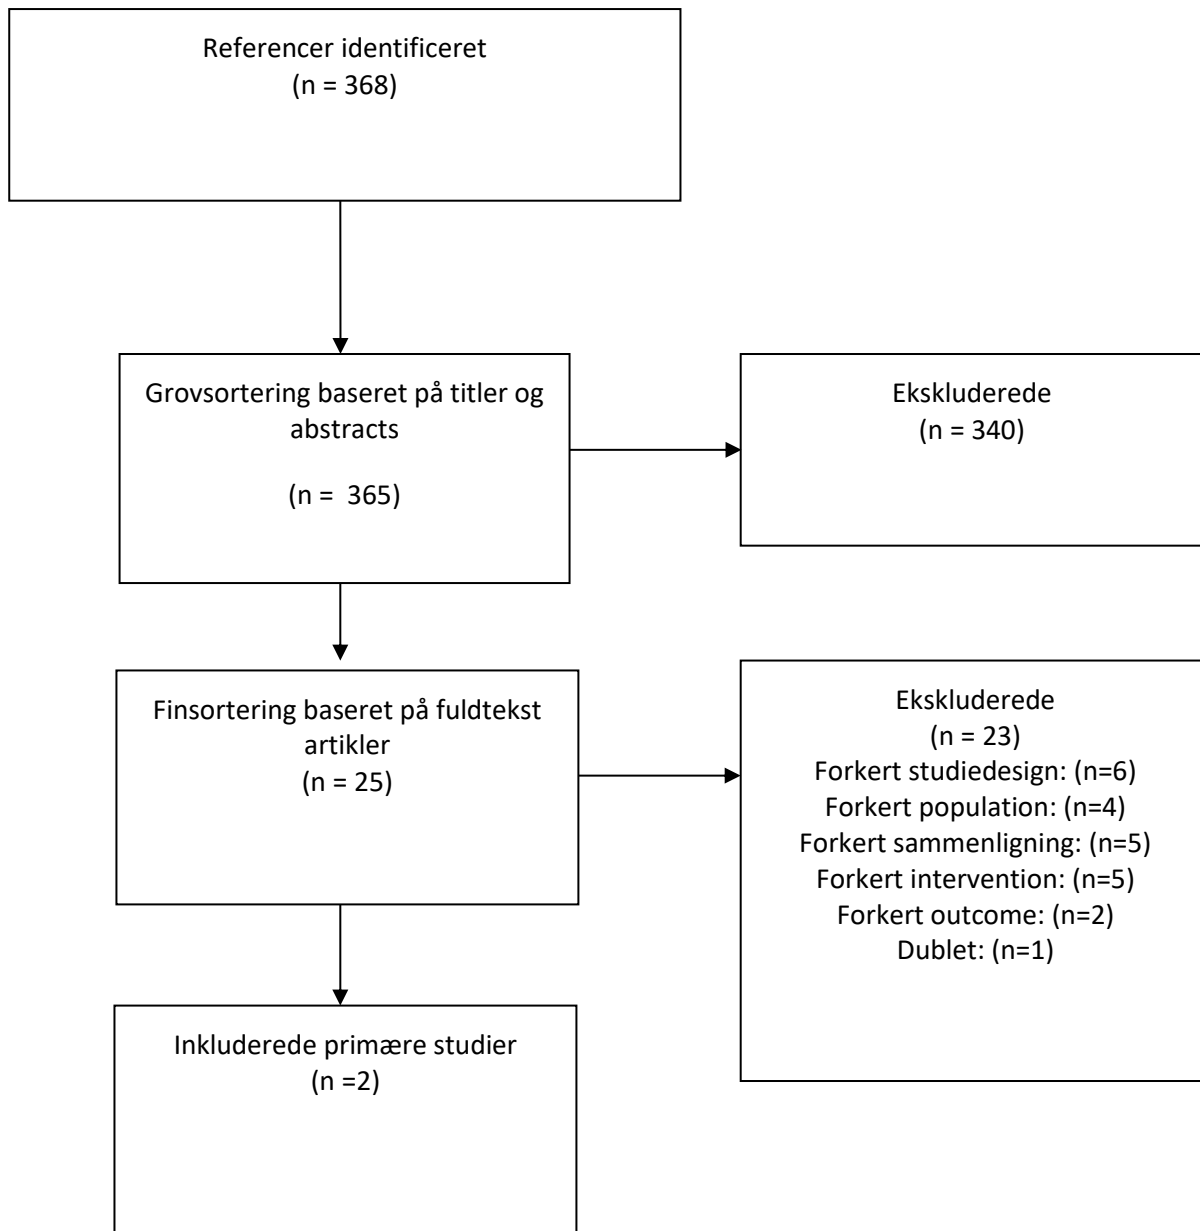 Referencer identificeret
(n = 368)
Grovsortering baseret på titler og
abstracts
(n =  365)
Ekskluderede
(n = 340)
Finsortering baseret på fuldtekst
artikler
(n = 25)
Ekskluderede
(n = 23)
Forkert studiedesign: (n=6)
Forkert population: (n=4)
Forkert sammenligning: (n=5)
Forkert intervention: (n=5)
Forkert outcome: (n=2)
Dublet: (n=1)
Inkluderede primære studier
(n =2)